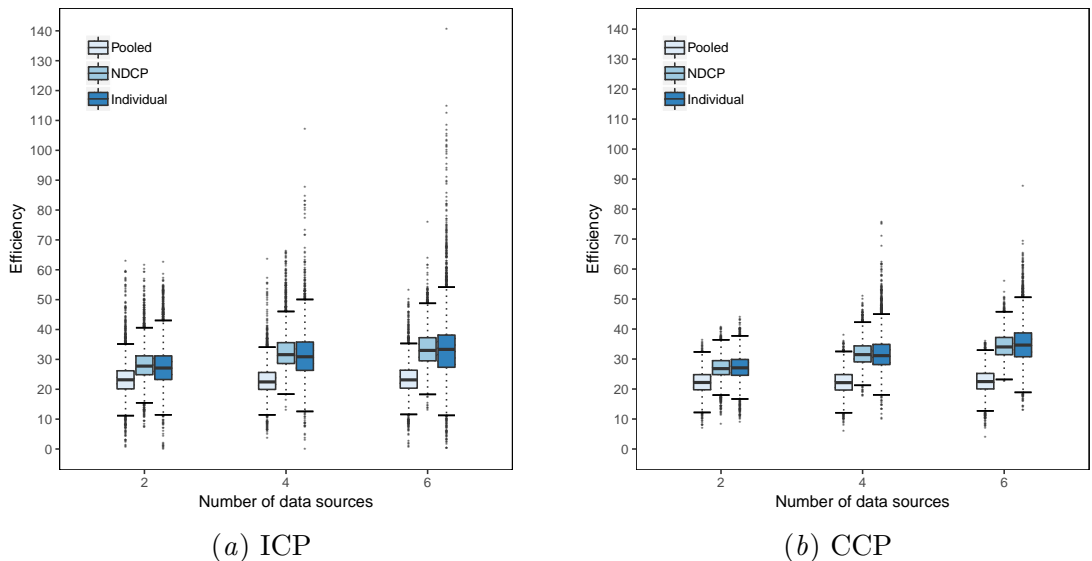 140
130
120
110
100
90
80
70
60
50
40
30
20
10
0
Efficiency
Pooled
NDCP
Individual
2 4 6
Number of data sources
(a) ICP
140
130
120
110
100
90
80
70
60
50
40
30
20
10
0
Efficiency
Pooled
NDCP
Individual
2 4 6
Number of data sources
(b) CCP